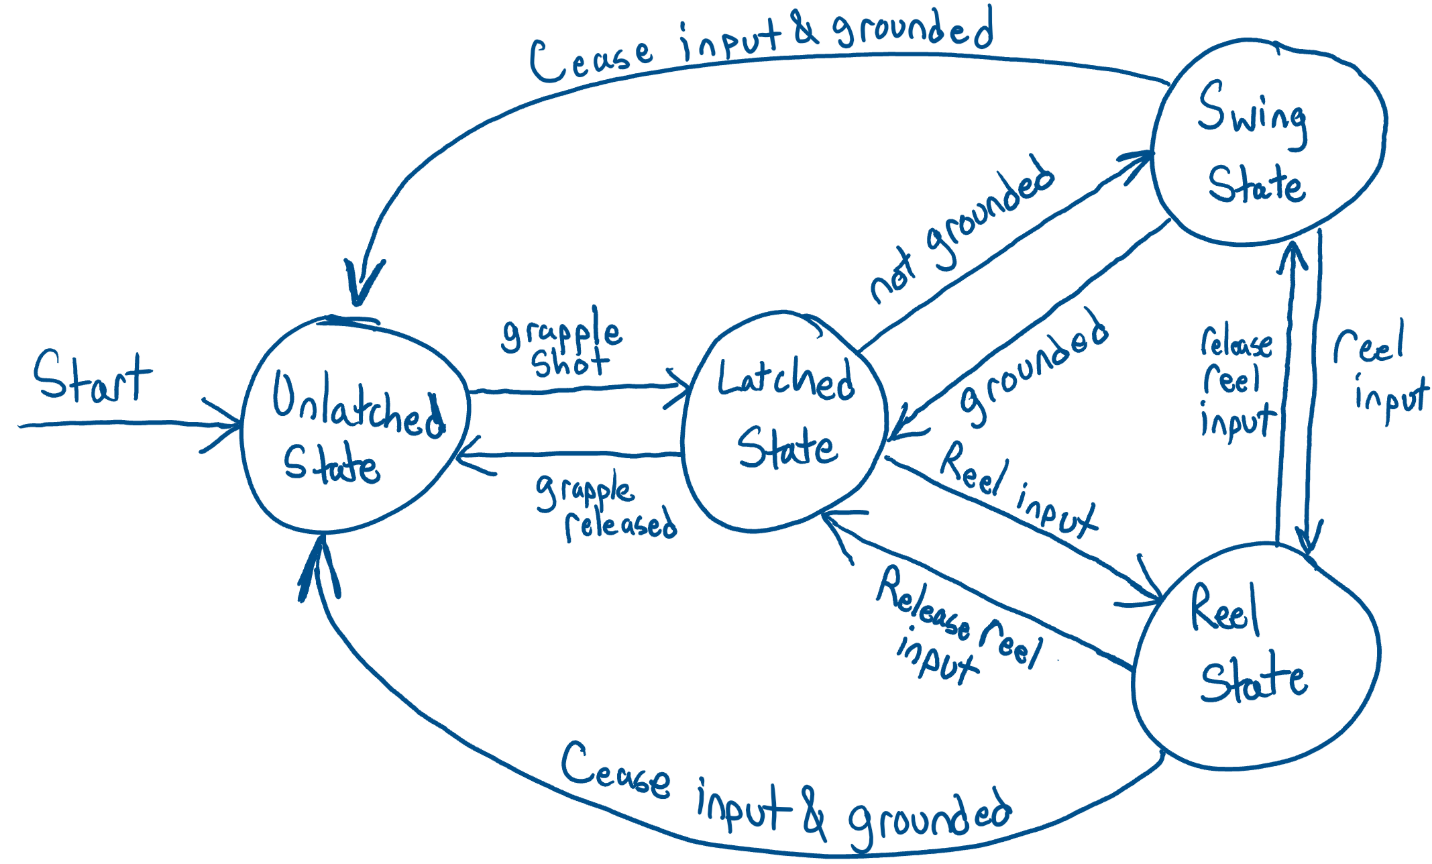 Cease input & grounded
Swing
State
not grounded
grounded
grapple
shot
Start
Unlatched
State
Latched
State
grapple
released
release
reel
input
reel
input
Reel input
Release reel
input
Reel
State
Cease input & grounded